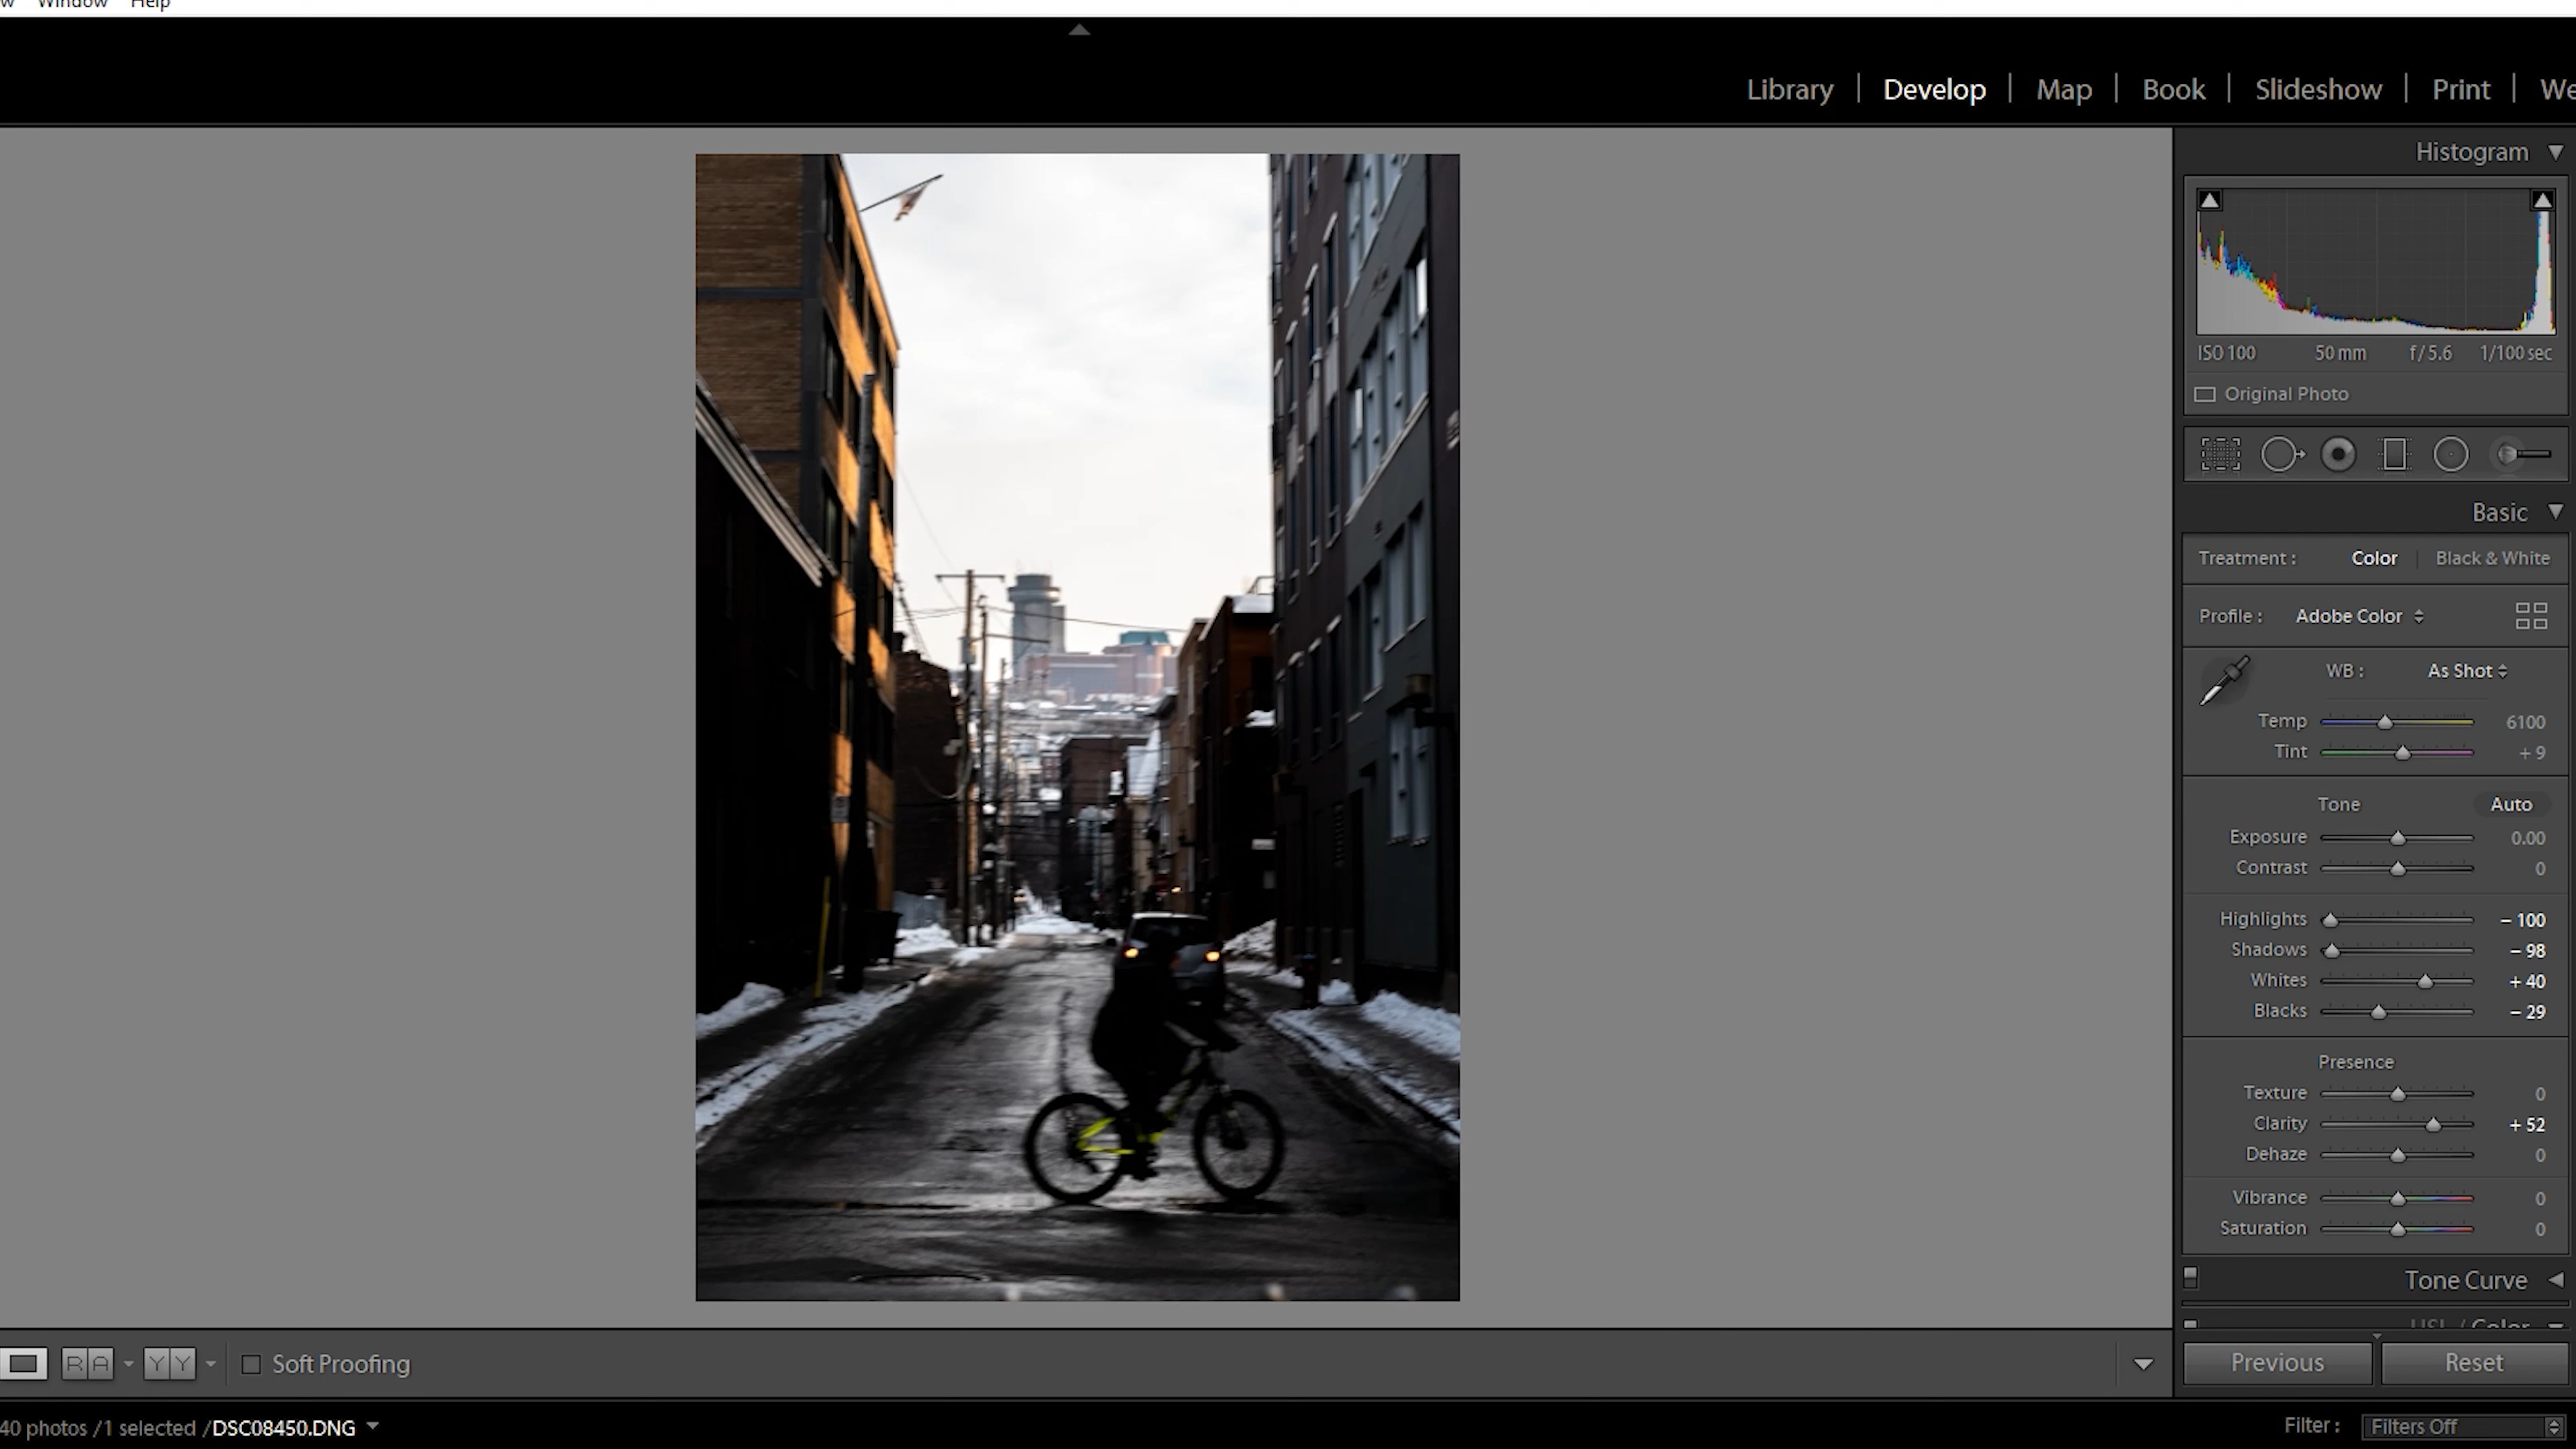 Window Help
Library | Develop | Map | Book | Slideshow | Print |
Histogram
ISO 100 50 mm f/5.6 1/100 sec
Original Photo
Basic
Treatment : Color | Black & White
Profile : Adobe Color
WB : As Shot
Temp 6100
Tint + 9
Tone Auto
Exposure 0.00
Contrast 0
Highlights – 100
Shadows – 98
Whites + 40
Blacks – 29
Presence
Texture 0
Clarity + 52
Dehaze 0
Vibrance 0
Saturation 0
Tone Curve
HSL / Color
Previous Reset
R A Y Y Soft Proofing
40 photos /1 selected /DSC08450.DNG
Filter : Filters Off